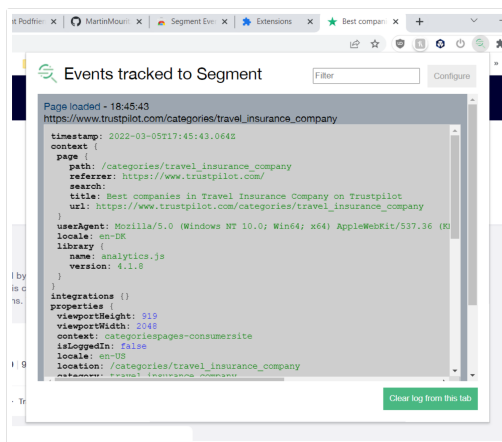 t Podfrien
MartinMourit
Segment Even
Extensions
Best compan
Events tracked to Segment
Filter
Configure
Page loaded - 18:45:43
https://www.trustpilot.com/categories/travel_insurance_company
timestamp: 2022-03-05T17:45:43.064Z
context {
page {
path: /categories/travel_insurance_company
referrer: https://www.trustpilot.com/
search:
title: Best companies in Travel Insurance Company on Trustpilot
url: https://www.trustpilot.com/categories/travel_insurance_company
}
userAgent: Mozilla/5.0 (Windows NT 10.0; Win64; x64) AppleWebKit/537.36 (K
locale: en-DK
library {
name: analytics.js
version: 4.1.8
}
}
integrations {}
properties {
viewportHeight: 919
viewportWidth: 2048
context: categoriespages-consumersite
isLoggedIn: false
locale: en-US
location: /categories/travel_insurance_company
category: travel_insurance_company
Clear log from this tab